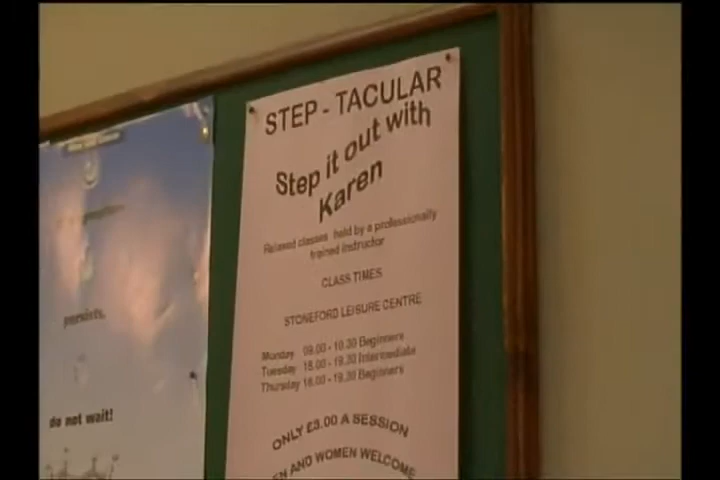 STEP - TACULAR
Step it out with
Karen
Relaxed classes held by a professionally
trained instructor
CLASS TIMES
STONEFORD LEISURE CENTRE
Monday 09.00 - 10.30 Beginners
Tuesday 18.00 - 19.30 Intermediate
Thursday 18.00 - 19.30 Beginners
ONLY £3.00 A SESSION
EN AND WOMEN WELCOME
persists.
do not wait!